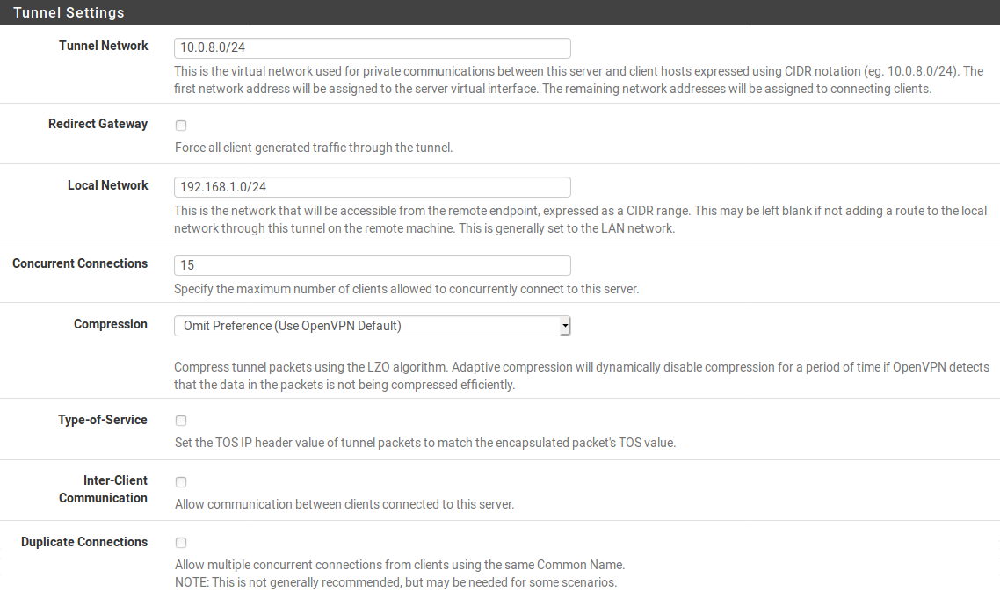 Tunnel Settings
Tunnel Network
10.0.8.0/24
This is the virtual network used for private communications between this server and client hosts expressed using CIDR notation (eg. 10.0.8.0/24). The
first network address will be assigned to the server virtual interface. The remaining network addresses will be assigned to connecting clients.
Redirect Gateway
Force all client generated traffic through the tunnel.
Local Network
192.168.1.0/24
This is the network that will be accessible from the remote endpoint, expressed as a CIDR range. This may be left blank if not adding a route to the local
network through this tunnel on the remote machine. This is generally set to the LAN network.
Concurrent Connections
15
Specify the maximum number of clients allowed to concurrently connect to this server.
Compression
Omit Preference (Use OpenVPN Default)
Compress tunnel packets using the LZO algorithm. Adaptive compression will dynamically disable compression for a period of time if OpenVPN detects
that the data in the packets is not being compressed efficiently.
Type-of-Service
Set the TOS IP header value of tunnel packets to match the encapsulated packet's TOS value.
Inter-Client
Communication
Allow communication between clients connected to this server.
Duplicate Connections
Allow multiple concurrent connections from clients using the same Common Name.
NOTE: This is not generally recommended, but may be needed for some scenarios.